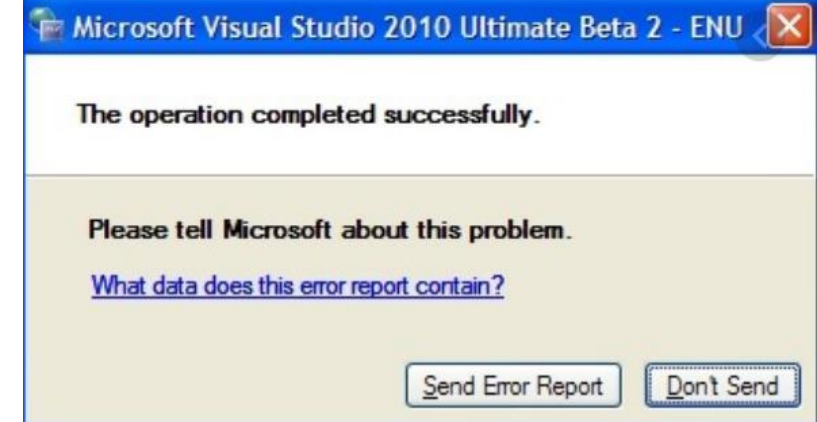 Microsoft Visual Studio 2010 Ultimate Beta 2 - ENU
The operation completed successfully.
Please tell Microsoft about this problem.
What data does this error report contain?
Send Error Report
Don't Send